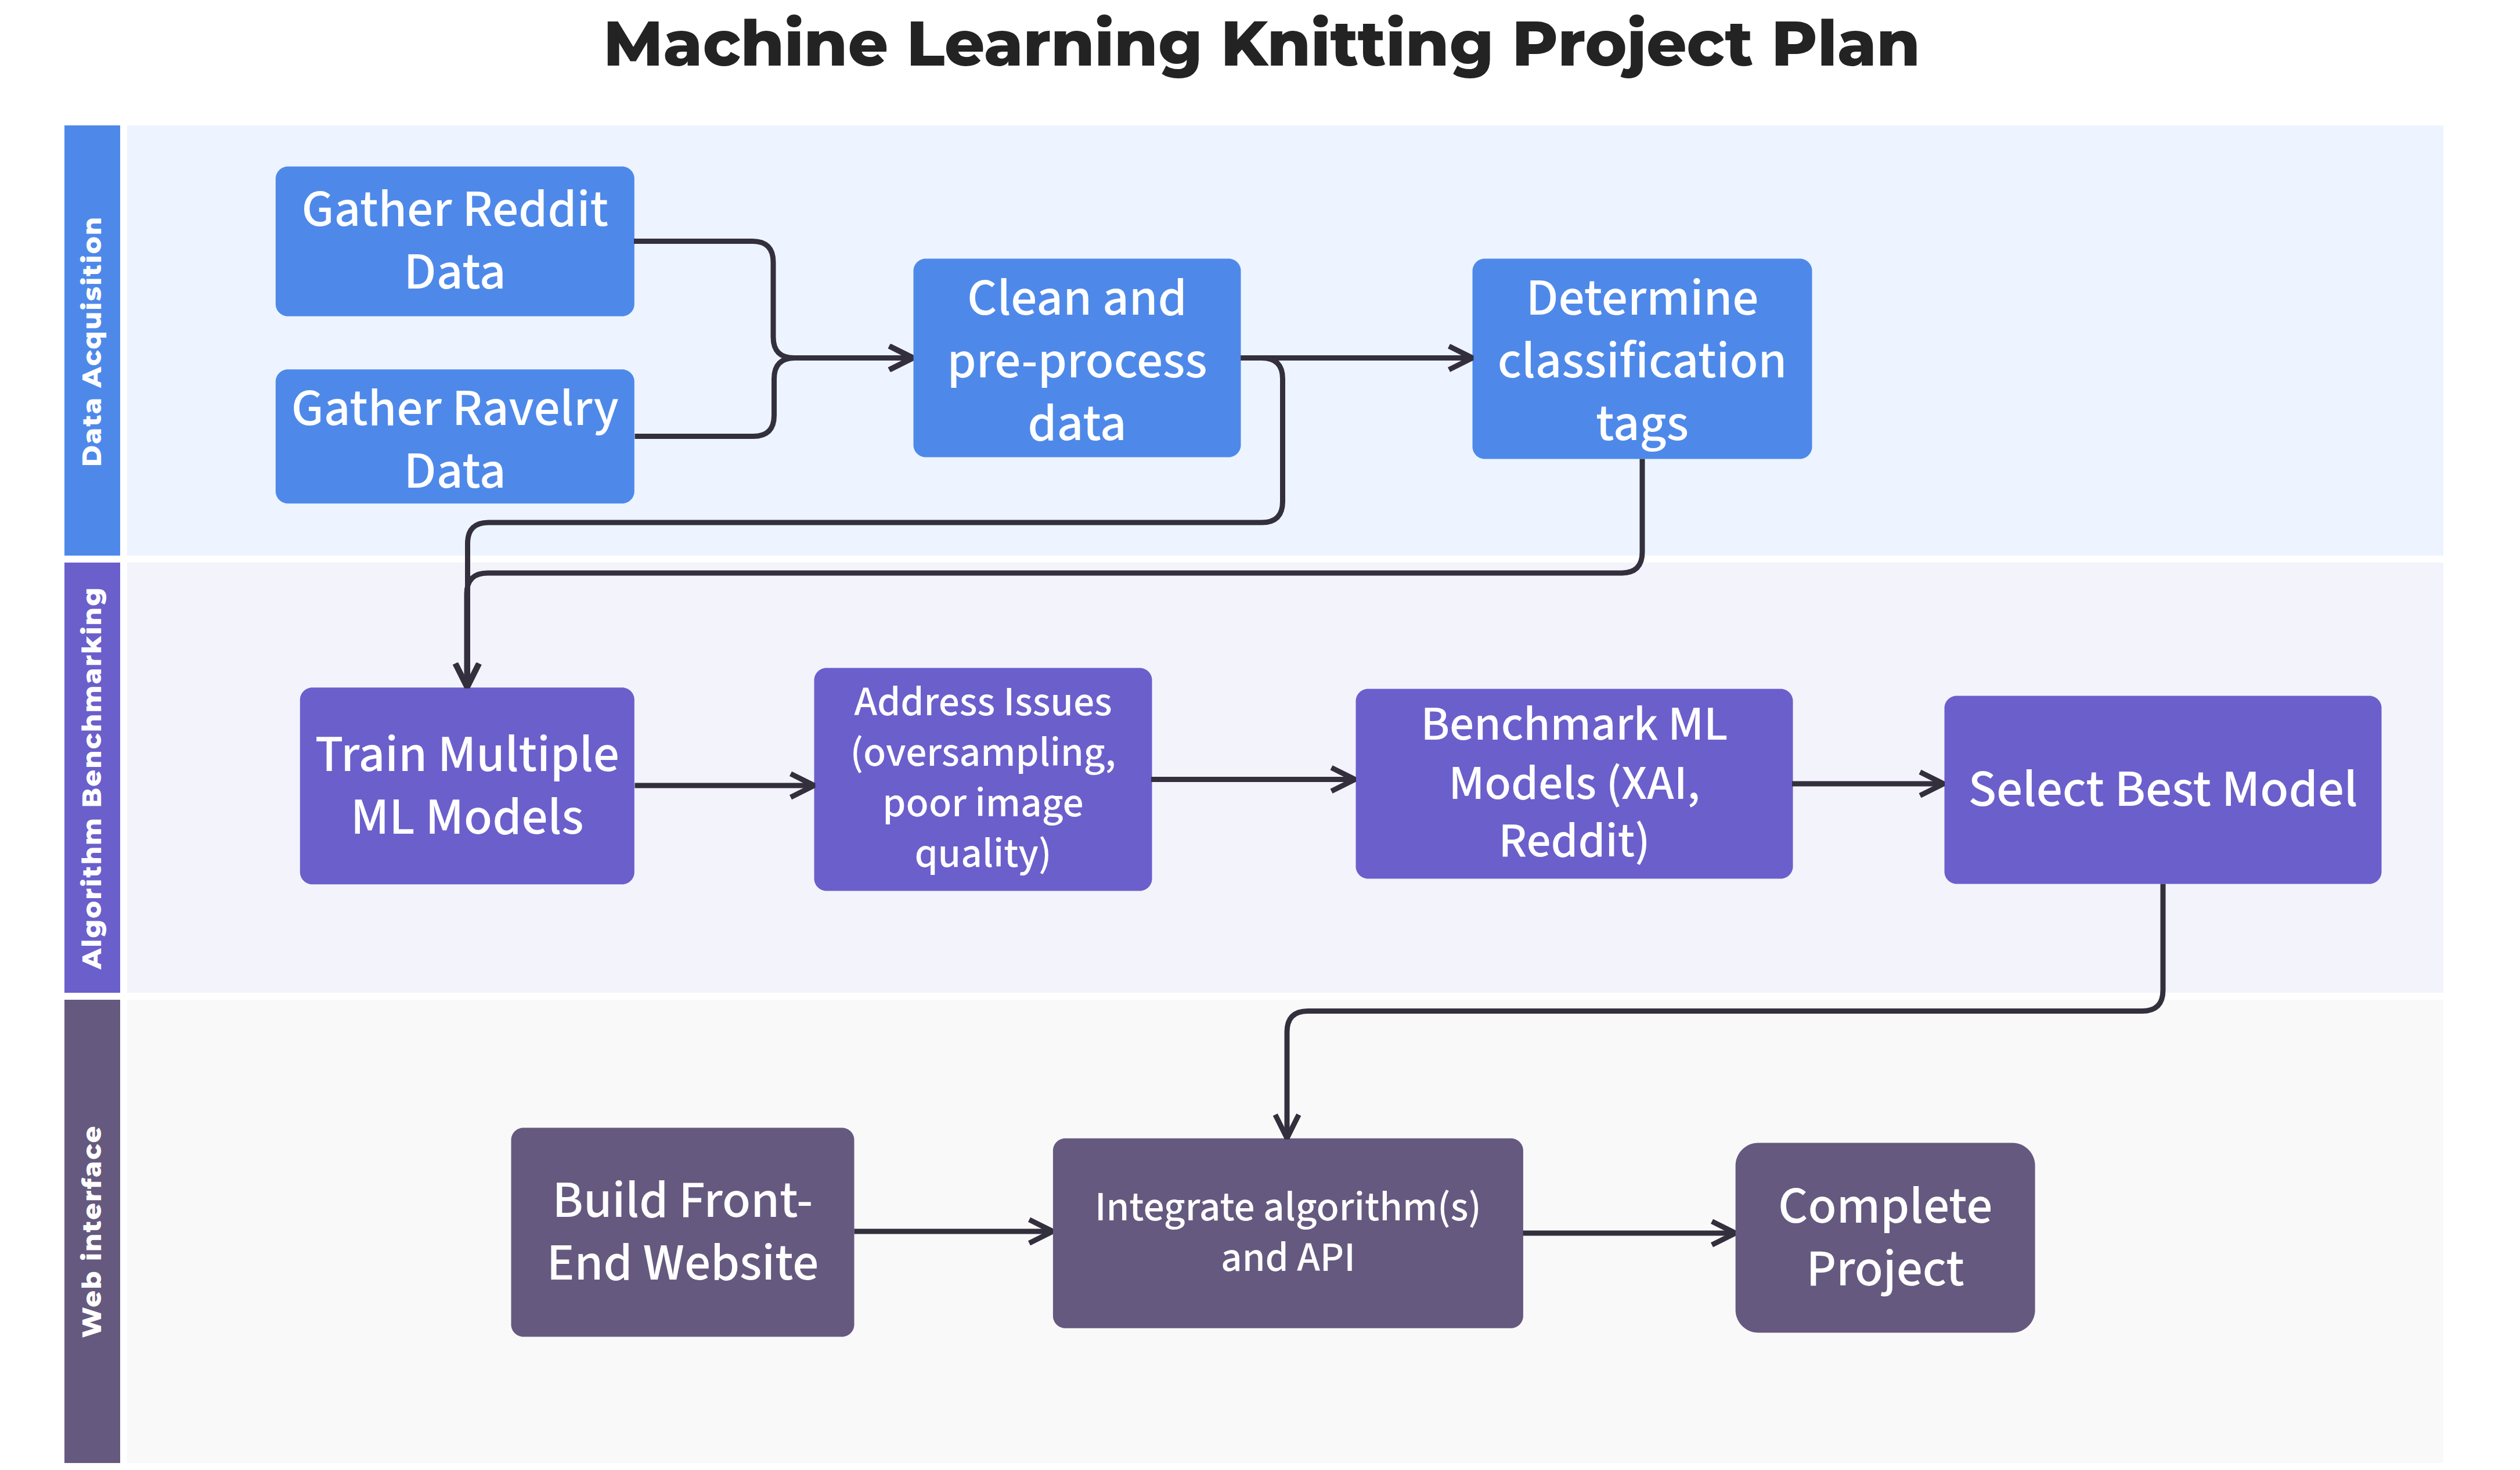 Machine Learning Knitting Project Plan
Data Acquisition
Gather Reddit
Data
Gather Ravelry
Data
Clean and
pre-process
data
Determine
classification
tags
Algorithm Benchmarking
Train Multiple
ML Models
Address Issues
(oversampling,
poor image
quality)
Benchmark ML
Models (XAI,
Reddit)
Select Best Model
Web interface
Build Front-
End Website
Integrate algorithm(s)
and API
Complete
Project